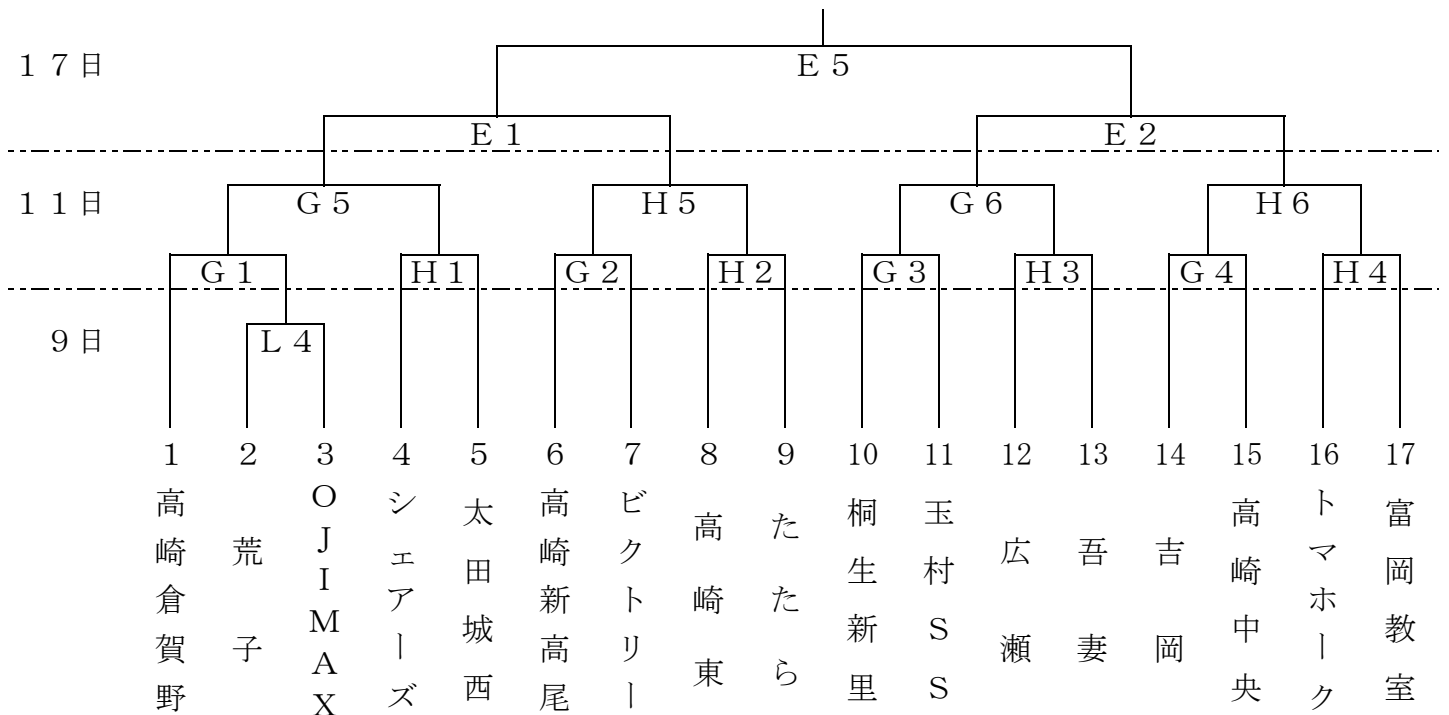 １７日
Ｅ５
Ｅ１
Ｅ２
１１日
Ｇ５
Ｈ５
Ｇ６
Ｈ６
Ｇ１
Ｈ１
Ｇ２
Ｈ２
Ｇ３
Ｈ３
Ｇ４
Ｈ４
９日
Ｌ４
１ ２ ３ ４ ５ ６ ７ ８ ９ 10 11 12 13 14 15 16 17
高崎倉賀野
荒子
ＯＪＩＭＡＸ
シェアーズ
太田城西
高崎新高尾
ビクトリー
高崎東
たたら
桐生新里
玉村ＳＳ
広瀬
吾妻
吉岡
高崎中央
トマホーク
富岡教室